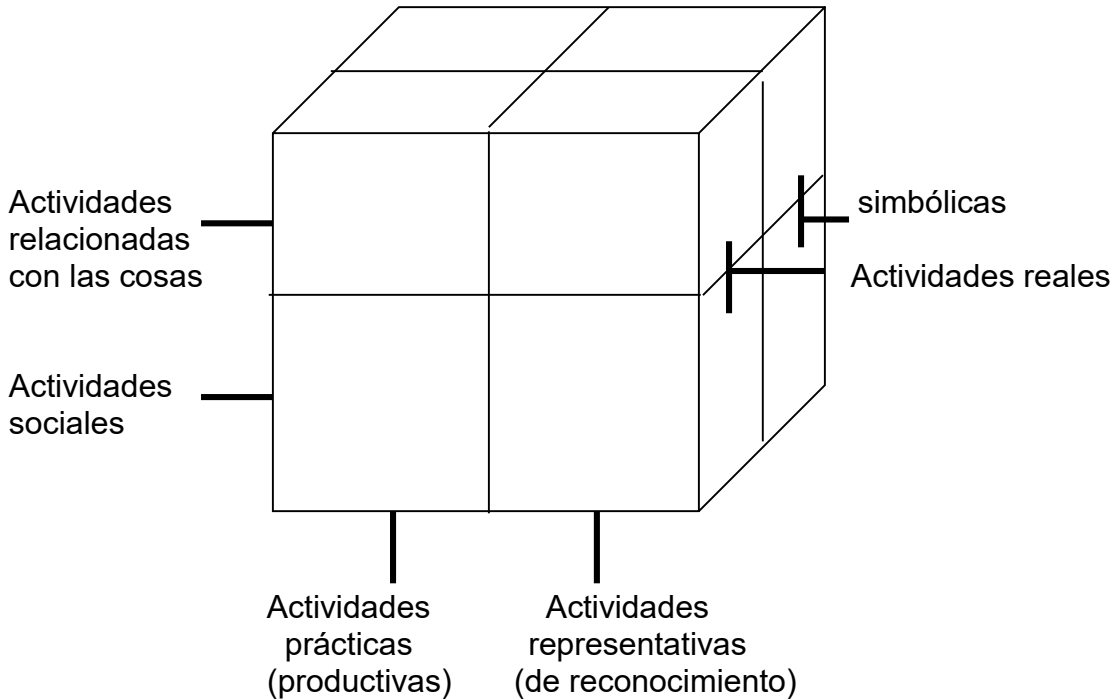 Actividades
relacionadas
con las cosas
simbólicas
Actividades reales
Actividades
sociales
Actividades
prácticas
(productivas)
Actividades
representativas
(de reconocimiento)